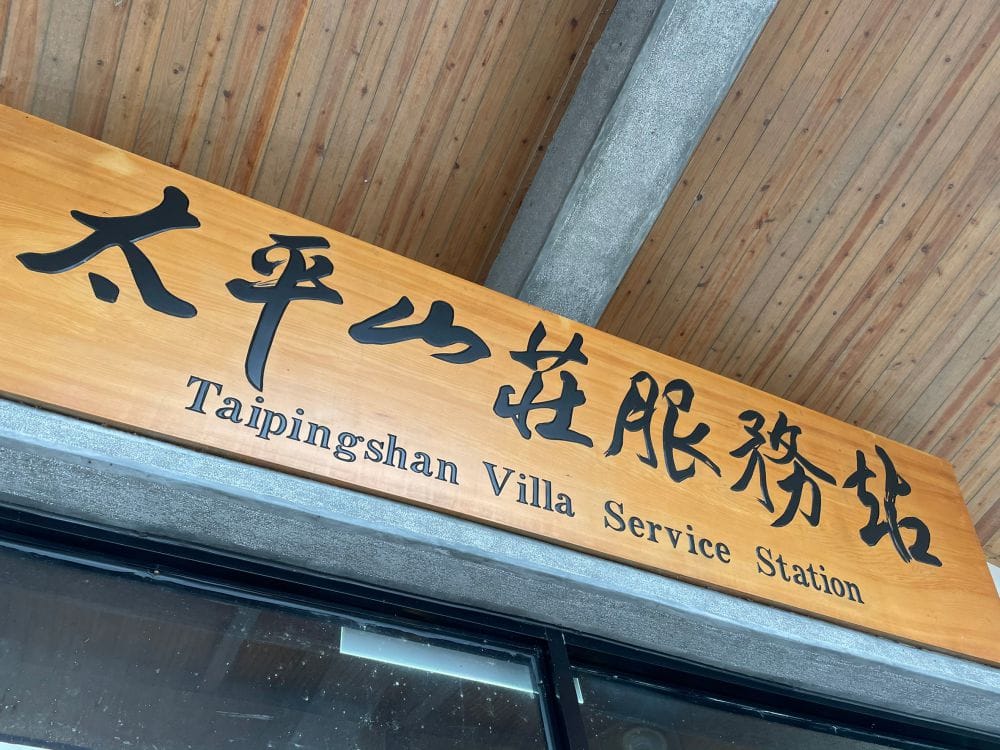 太平山莊服務站
Taipingshan Villa Service Station